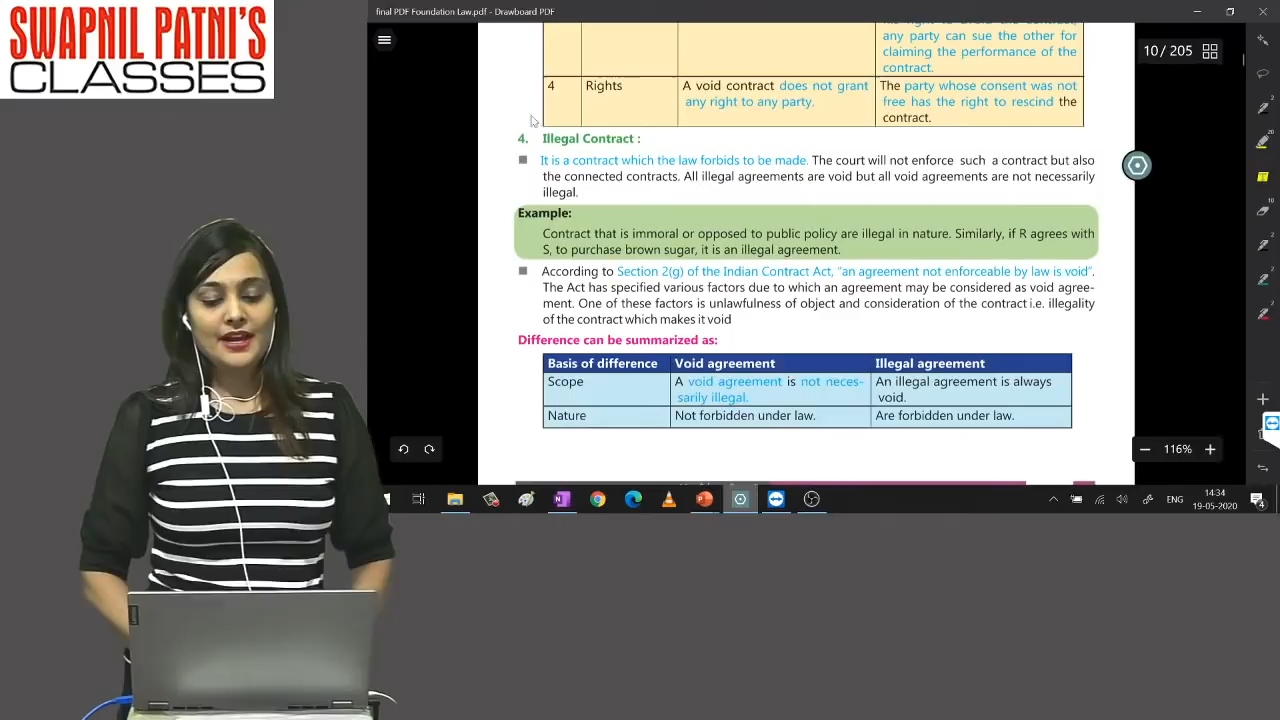 SWAPNIL PATNI'S
CLASSES
final PDF Foundation Law.pdf - Drawboard PDF
10 / 205
any party can sue the other for
claiming the performance of the
contract.
4 Rights A void contract does not grant any right to any party. The party whose consent was not free has the right to rescind the contract.
4. Illegal Contract :
It is a contract which the law forbids to be made. The court will not enforce such a contract but also
the connected contracts. All illegal agreements are void but all void agreements are not necessarily
illegal.
Example:
Contract that is immoral or opposed to public policy are illegal in nature. Similarly, if R agrees with
S, to purchase brown sugar, it is an illegal agreement.
According to Section 2(g) of the Indian Contract Act, "an agreement not enforceable by law is void".
The Act has specified various factors due to which an agreement may be considered as void agree-
ment. One of these factors is unlawfulness of object and consideration of the contract i.e. illegality
of the contract which makes it void
Difference can be summarized as:
Basis of difference Void agreement Illegal agreement
Scope A void agreement is not neces- An illegal agreement is always
sarily illegal. void.
Nature Not forbidden under law. Are forbidden under law.
116%
ENG
14:34
19-05-2020